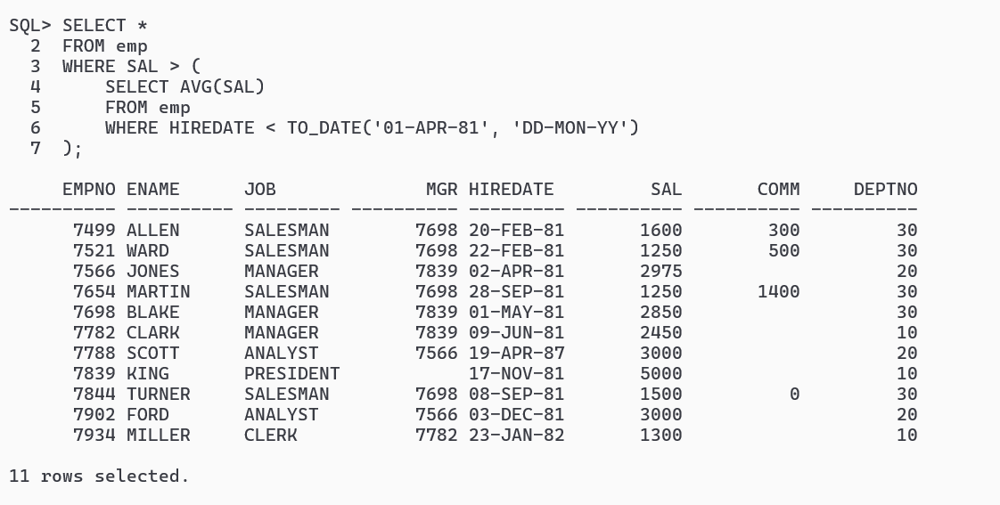 SQL> SELECT *
  2  FROM emp
  3  WHERE SAL > (
  4      SELECT AVG(SAL)
  5      FROM emp
  6      WHERE HIREDATE < TO_DATE('01-APR-81', 'DD-MON-YY')
  7  );
     EMPNO ENAME      JOB              MGR HIREDATE         SAL       COMM     DEPTNO
---------- ---------- --------- ---------- --------- ---------- ---------- ----------
      7499 ALLEN      SALESMAN        7698 20-FEB-81       1600        300         30
      7521 WARD       SALESMAN        7698 22-FEB-81       1250        500         30
      7566 JONES      MANAGER         7839 02-APR-81       2975                    20
      7654 MARTIN     SALESMAN        7698 28-SEP-81       1250       1400         30
      7698 BLAKE      MANAGER         7839 01-MAY-81       2850                    30
      7782 CLARK      MANAGER         7839 09-JUN-81       2450                    10
      7788 SCOTT      ANALYST         7566 19-APR-87       3000                    20
      7839 KING       PRESIDENT            17-NOV-81       5000                    10
      7844 TURNER     SALESMAN        7698 08-SEP-81       1500          0         30
      7902 FORD       ANALYST         7566 03-DEC-81       3000                    20
      7934 MILLER     CLERK           7782 23-JAN-82       1300                    10
11 rows selected.